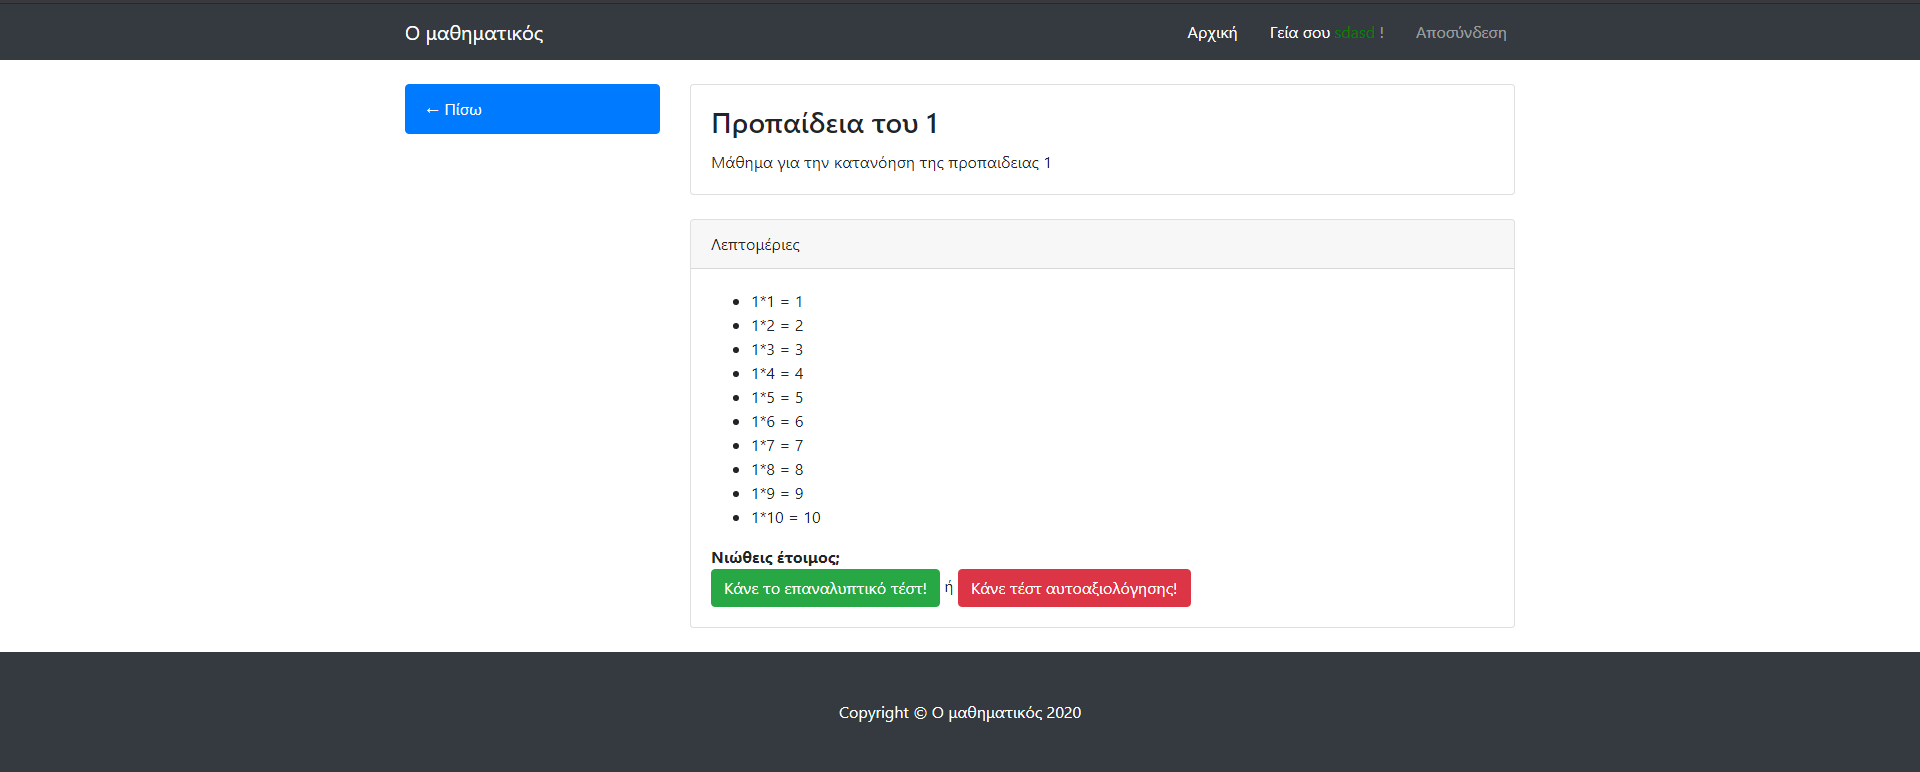 Ο μαθηματικός
Αρχική Γεία σου sdasd ! Αποσύνδεση
← Πίσω
Προπαίδεια του 1
Μάθημα για την κατανόηση της προπαιδειας 1
Λεπτομέριες
1*1 = 1
1*2 = 2
1*3 = 3
1*4 = 4
1*5 = 5
1*6 = 6
1*7 = 7
1*8 = 8
1*9 = 9
1*10 = 10
Νιώθεις έτοιμος;
Κάνε το επαναλυπτικό τέστ! ή Κάνε τέστ αυτοαξιολόγησης!
Copyright © Ο μαθηματικός 2020